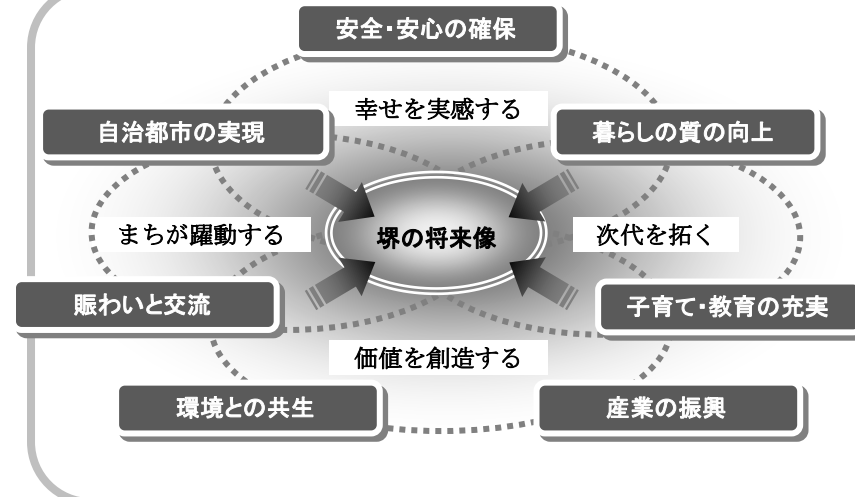 安全・安心の確保
幸せを実感する
自治都市の実現
暮らしの質の向上
まちが躍動する
堺の将来像
次代を拓く
賑わいと交流
子育て・教育の充実
価値を創造する
環境との共生
産業の振興